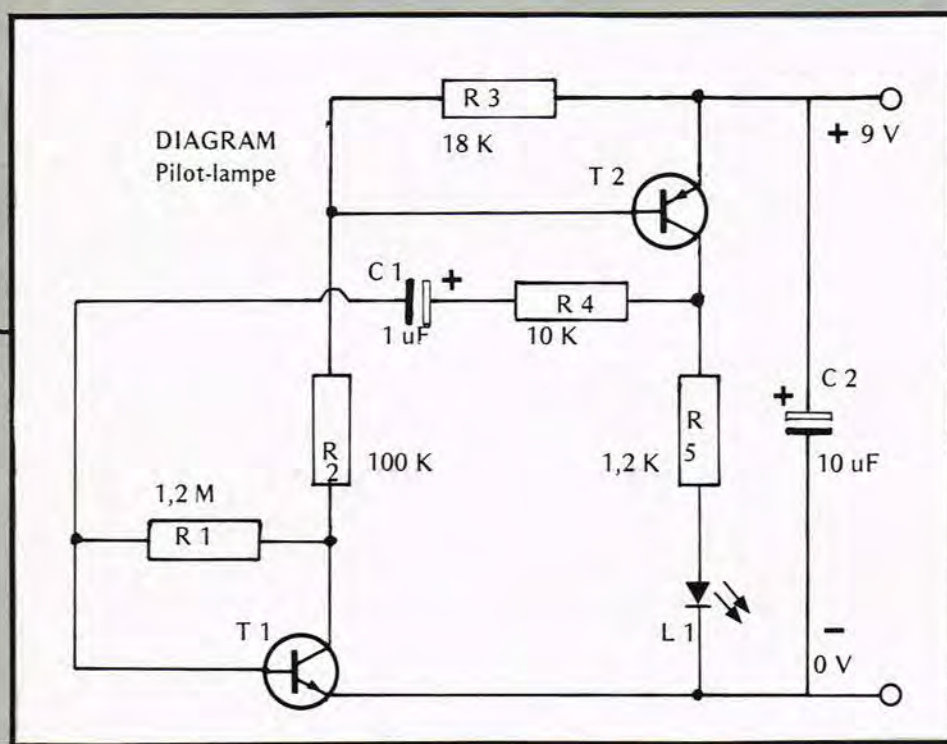 R 3
18 K
DIAGRAM
Pilot-lampe
+ 9 V
T 2
C 1
+
1 uF
R 4
10 K
R 2
100 K
R 5
1,2 K
C 2
+
10 uF
1,2 M
R 1
T 1
L 1
−
0 V